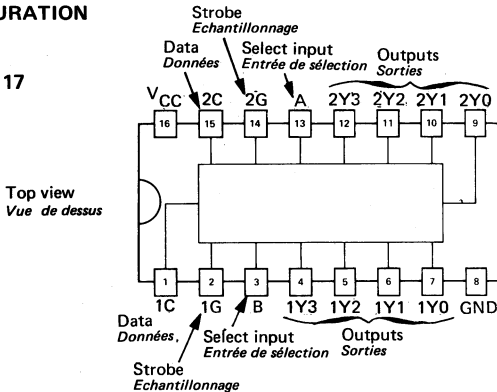 URATION
17
Strobe
Echantillonnage
Data
Données
Select input
Entrée de sélection
Outputs
Sorties
VCC 2C 2G A 2Y3 2Y2 2Y1 2Y0
16 15 14 13 12 11 10 9
Top view
Vue de dessus
1 2 3 4 5 6 7 8
1C 1G B 1Y3 1Y2 1Y1 1Y0 GND
Data
Données,
Select input
Entrée de sélection
Outputs
Sorties
Strobe
Echantillonnage